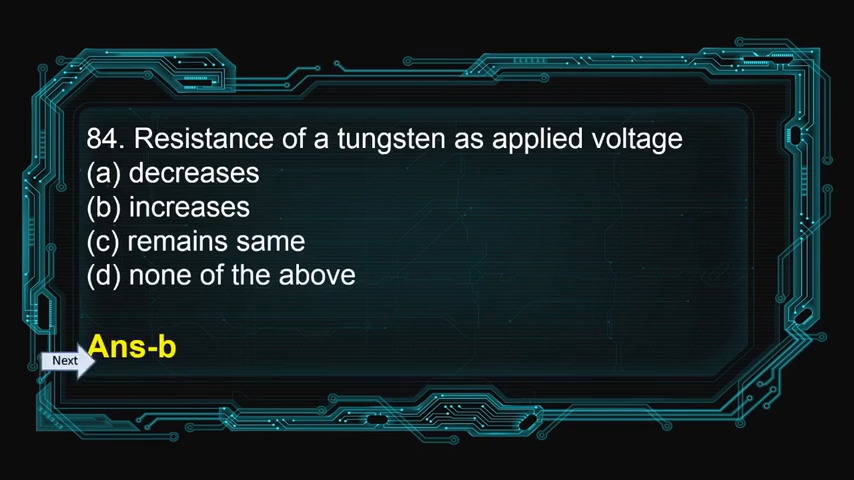 84. Resistance of a tungsten as applied voltage
(a) decreases
(b) increases
(c) remains same
(d) none of the above
Ans-b
Next